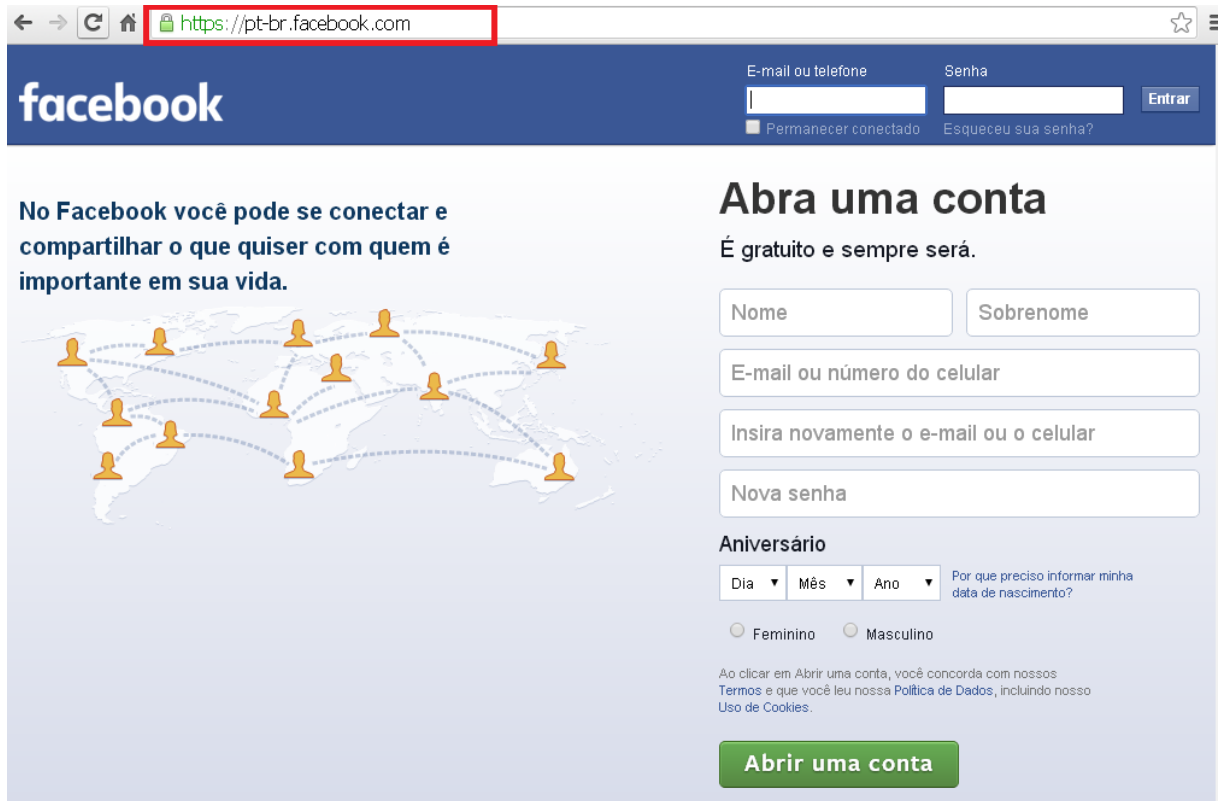 https://pt-br.facebook.com
facebook
E-mail ou telefone
Senha
Entrar
Permanecer conectado
Esqueceu sua senha?
No Facebook você pode se conectar e
compartilhar o que quiser com quem é
importante em sua vida.
Abra uma conta
É gratuito e sempre será.
Nome
Sobrenome
E-mail ou número do celular
Insira novamente o e-mail ou o celular
Nova senha
Aniversário
Dia
Mês
Ano
Por que preciso informar minha
data de nascimento?
Feminino
Masculino
Ao clicar em Abrir uma conta, você concorda com nossos
Termos e que você leu nossa Política de Dados, incluindo nosso
Uso de Cookies.
Abrir uma conta